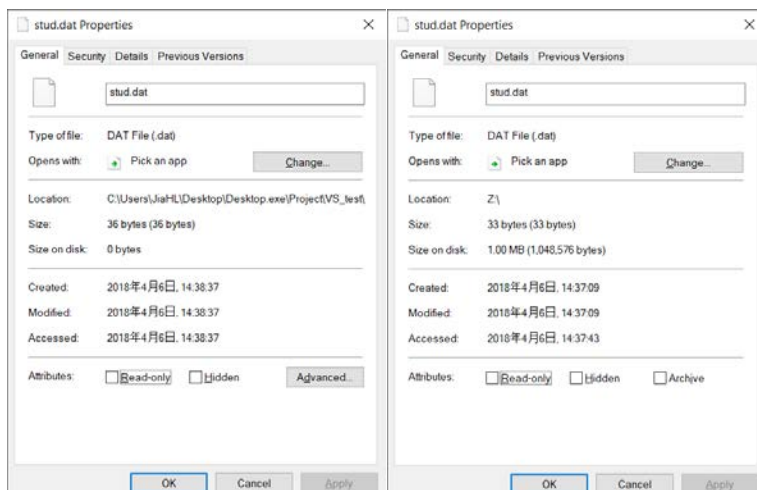 stud.dat Properties
General Security Details Previous Versions
stud.dat
Type of file: DAT File (.dat)
Opens with: Pick an app Change...
Location: C:\Users\JiaHL\Desktop\Desktop.exe\Project\VS_test\
Size: 36 bytes (36 bytes)
Size on disk: 0 bytes
Created: 2018年4月6日, 14:38:37
Modified: 2018年4月6日, 14:38:37
Accessed: 2018年4月6日, 14:38:37
Attributes: Read-only Hidden Advanced...
OK Cancel Apply
stud.dat Properties
General Security Details Previous Versions
stud.dat
Type of file: DAT File (.dat)
Opens with: Pick an app Change...
Location: Z:\
Size: 33 bytes (33 bytes)
Size on disk: 1.00 MB (1,048,576 bytes)
Created: 2018年4月6日, 14:37:09
Modified: 2018年4月6日, 14:37:09
Accessed: 2018年4月6日, 14:37:43
Attributes: Read-only Hidden Archive
OK Cancel Apply